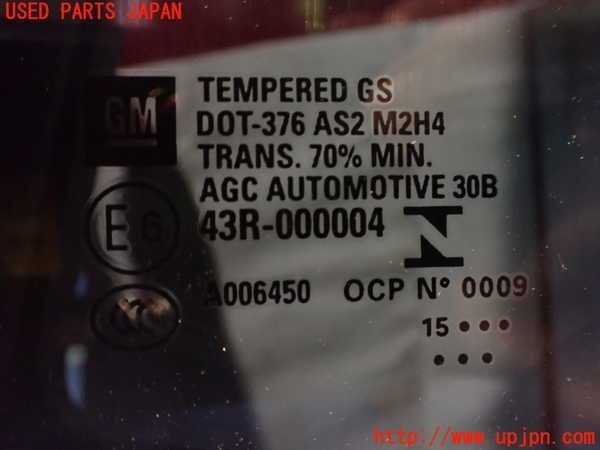 USED PARTS JAPAN
GM
TEMPERED GS
DOT-376 AS2 M2H4
TRANS. 70% MIN.
AGC AUTOMOTIVE 30B
E6
43R-000004
A006450 OCP N° 0009
15 •••
•••
http://www.upjpn.com/